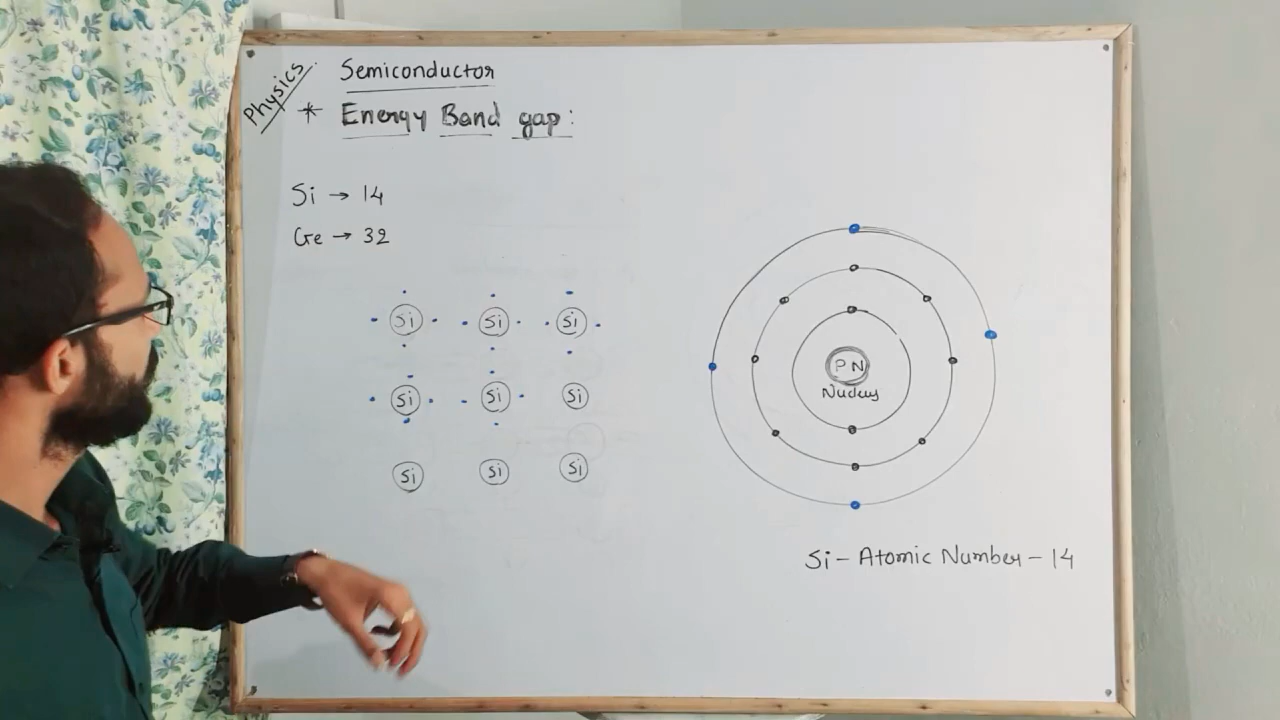 Physics
Semiconductor
* Energy Band gap:
Si → 14
Ge → 32
Si Si Si
Si Si Si
Si Si Si
P N
Nucleus
Si - Atomic Number - 14